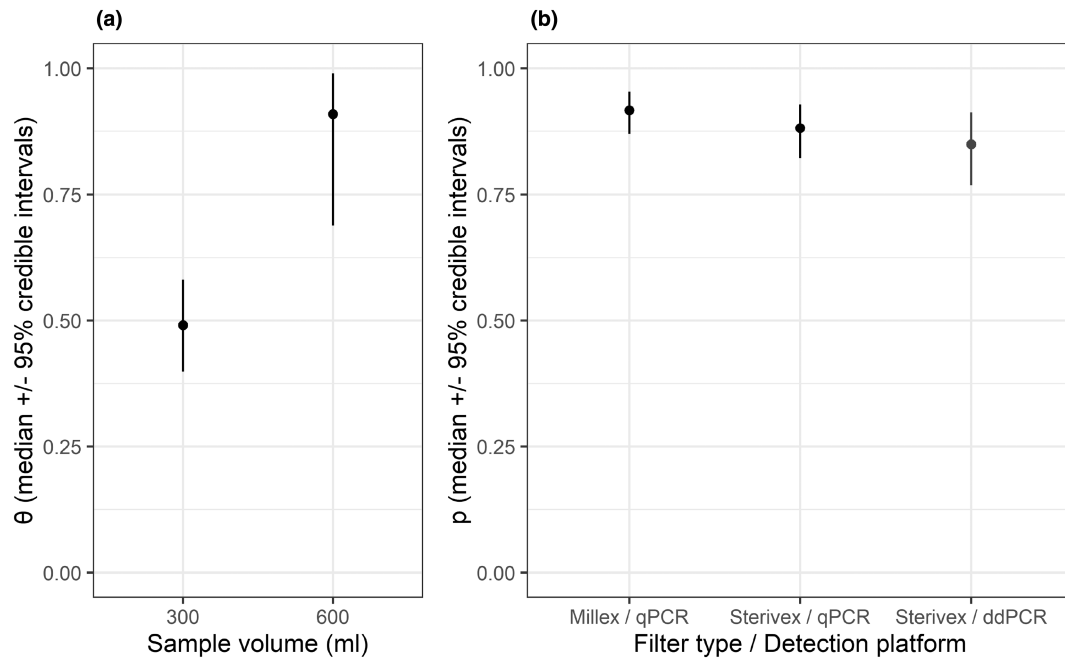 (a)
θ (median +/- 95% credible intervals)
1.00
0.75
0.50
0.25
0.00
300 600
Sample volume (ml)
(b)
p (median +/- 95% credible intervals)
1.00
0.75
0.50
0.25
0.00
Millex / qPCR Sterivex / qPCR Sterivex / ddPCR
Filter type / Detection platform